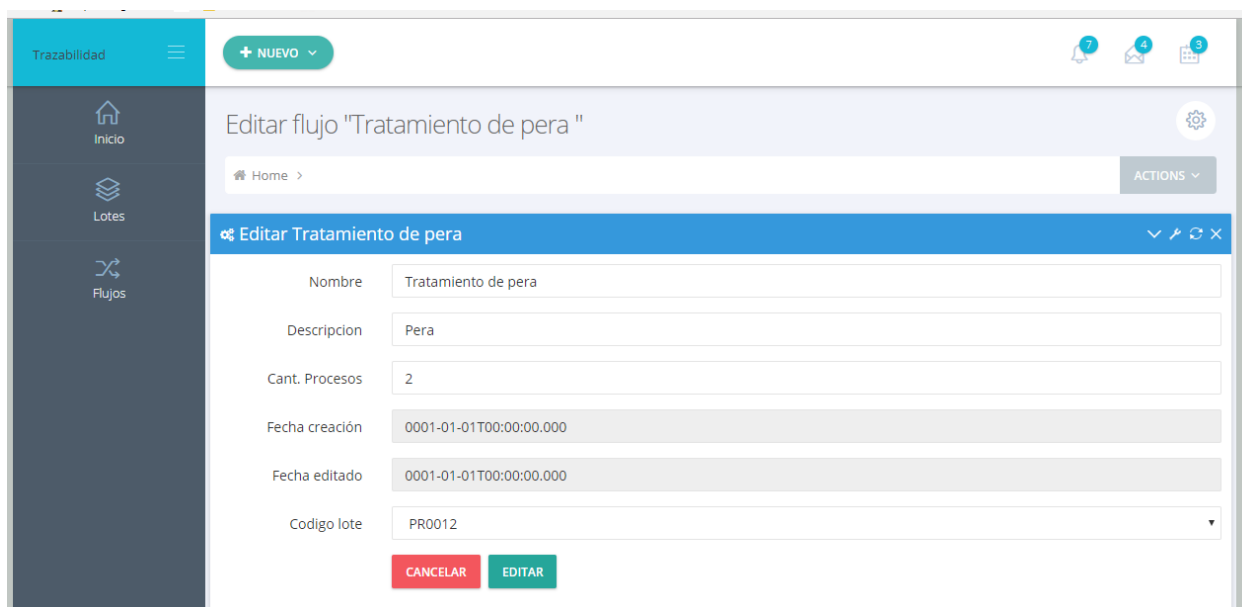 Trazabilidad
+ NUEVO
7
4
3
Inicio
Lotes
Flujos
Editar flujo "Tratamiento de pera "
Home >
ACTIONS
Editar Tratamiento de pera
Nombre Tratamiento de pera
Descripcion Pera
Cant. Procesos 2
Fecha creación 0001-01-01T00:00:00.000
Fecha editado 0001-01-01T00:00:00.000
Codigo lote PR0012
CANCELAR EDITAR